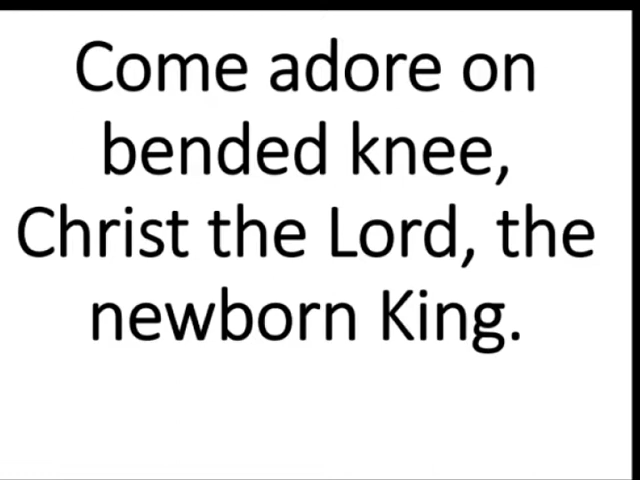 Come adore on
bended knee,
Christ the Lord, the
newborn King.